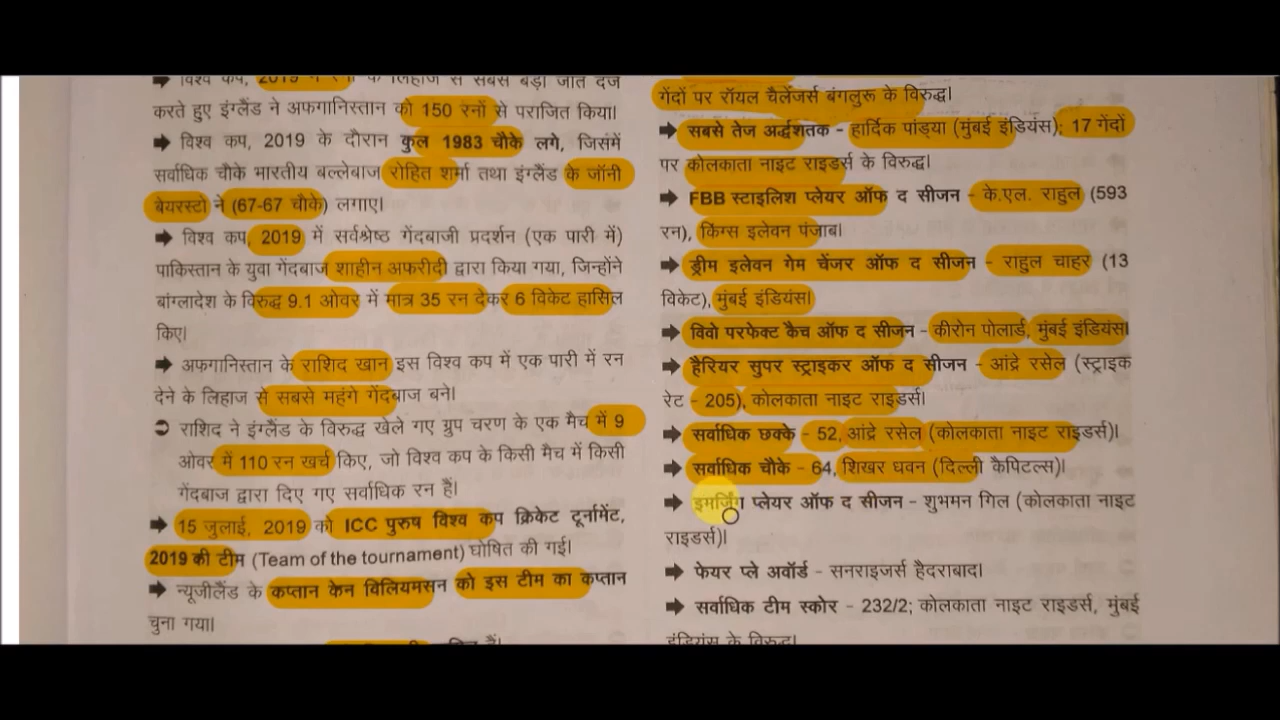 ➡ विश्व कप, 2019 में रनों के लिहाज से सबसे बड़ी जीत दर्ज
करते हुए इंग्लैंड ने अफगानिस्तान को 150 रनों से पराजित किया।
➡ विश्व कप, 2019 के दौरान कुल 1983 चौके लगे, जिसमें
सर्वाधिक चौके भारतीय बल्लेबाज रोहित शर्मा तथा इंग्लैंड के जॉनी
बेयरस्टो ने (67-67 चौके) लगाए।
➡ विश्व कप, 2019 में सर्वश्रेष्ठ गेंदबाजी प्रदर्शन (एक पारी में)
पाकिस्तान के युवा गेंदबाज शाहीन अफरीदी द्वारा किया गया, जिन्होंने
बांग्लादेश के विरुद्ध 9.1 ओवर में मात्र 35 रन देकर 6 विकेट हासिल
किए।
➡ अफगानिस्तान के राशिद खान इस विश्व कप में एक पारी में रन
देने के लिहाज से सबसे महंगे गेंदबाज बने।
➲ राशिद ने इंग्लैंड के विरुद्ध खेले गए ग्रुप चरण के एक मैच में 9
ओवर में 110 रन खर्च किए, जो विश्व कप के किसी मैच में किसी
गेंदबाज द्वारा दिए गए सर्वाधिक रन हैं।
➡ 15 जुलाई, 2019 को ICC पुरुष विश्व कप क्रिकेट टूर्नामेंट,
2019 की टीम (Team of the tournament) घोषित की गई।
➡ न्यूजीलैंड के कप्तान केन विलियमसन को इस टीम का कप्तान
चुना गया।
गेंदों पर रॉयल चैलेंजर्स बंगलुरू के विरुद्ध।
➡ सबसे तेज अर्द्धशतक - हार्दिक पांड्या (मुंबई इंडियंस); 17 गेंदों
पर कोलकाता नाइट राइडर्स के विरुद्ध।
➡ FBB स्टाइलिश प्लेयर ऑफ द सीजन - के.एल. राहुल (593
रन), किंग्स इलेवन पंजाब।
➡ ड्रीम इलेवन गेम चेंजर ऑफ द सीजन - राहुल चाहर (13
विकेट), मुंबई इंडियंस।
➡ विवो परफेक्ट कैच ऑफ द सीजन - कीरोन पोलार्ड, मुंबई इंडियंस।
➡ हैरियर सुपर स्ट्राइकर ऑफ द सीजन - आंद्रे रसेल (स्ट्राइक
रेट - 205), कोलकाता नाइट राइडर्स।
➡ सर्वाधिक छक्के - 52, आंद्रे रसेल (कोलकाता नाइट राइडर्स)।
➡ सर्वाधिक चौके - 64, शिखर धवन (दिल्ली कैपिटल्स)।
➡ इमर्जिंग प्लेयर ऑफ द सीजन - शुभमन गिल (कोलकाता नाइट
राइडर्स)।
➡ फेयर प्ले अवॉर्ड - सनराइजर्स हैदराबाद।
➡ सर्वाधिक टीम स्कोर - 232/2; कोलकाता नाइट राइडर्स, मुंबई
इंडियंस के विरुद्ध।